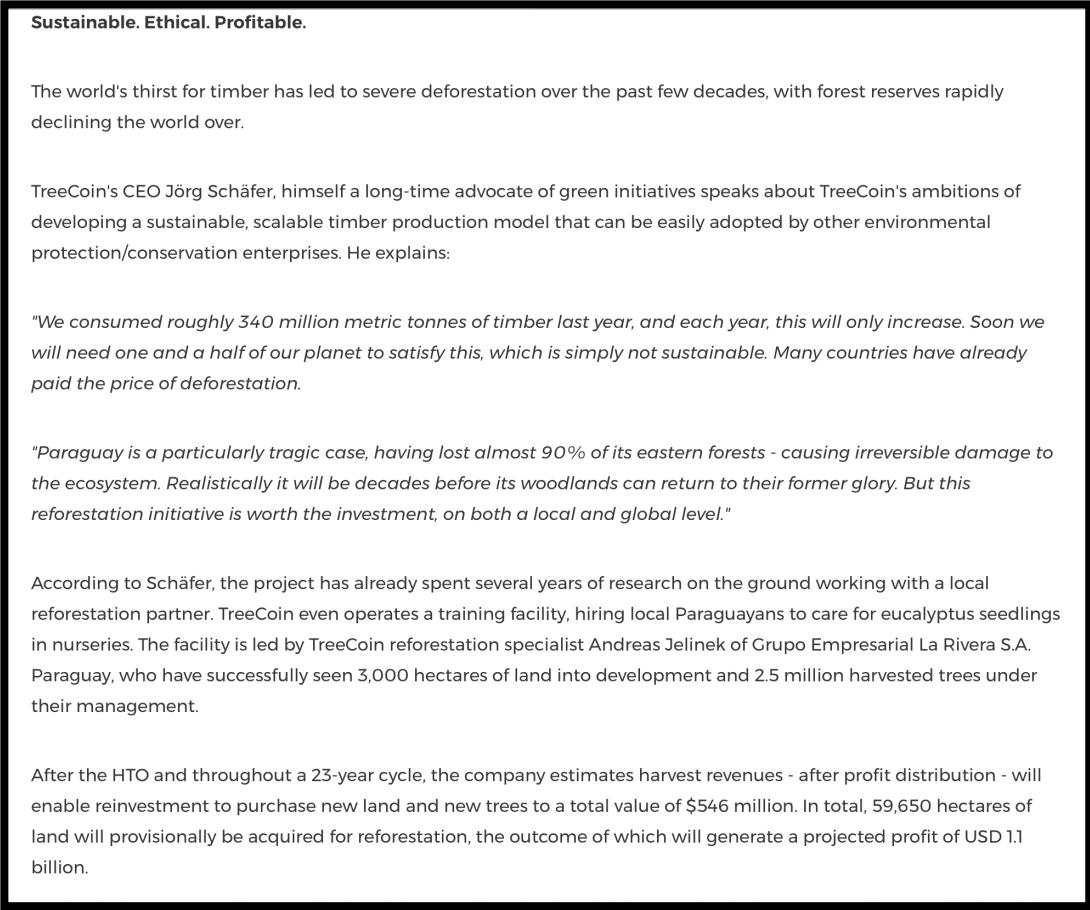 Sustainable. Ethical. Profitable.
The world's thirst for timber has led to severe deforestation over the past few decades, with forest reserves rapidly
declining the world over.
TreeCoin's CEO Jörg Schäfer, himself a long-time advocate of green initiatives speaks about TreeCoin's ambitions of
developing a sustainable, scalable timber production model that can be easily adopted by other environmental
protection/conservation enterprises. He explains:
"We consumed roughly 340 million metric tonnes of timber last year, and each year, this will only increase. Soon we
will need one and a half of our planet to satisfy this, which is simply not sustainable. Many countries have already
paid the price of deforestation.
"Paraguay is a particularly tragic case, having lost almost 90% of its eastern forests - causing irreversible damage to
the ecosystem. Realistically it will be decades before its woodlands can return to their former glory. But this
reforestation initiative is worth the investment, on both a local and global level."
According to Schäfer, the project has already spent several years of research on the ground working with a local
reforestation partner. TreeCoin even operates a training facility, hiring local Paraguayans to care for eucalyptus seedlings
in nurseries. The facility is led by TreeCoin reforestation specialist Andreas Jelinek of Grupo Empresarial La Rivera S.A.
Paraguay, who have successfully seen 3,000 hectares of land into development and 2.5 million harvested trees under
their management.
After the HTO and throughout a 23-year cycle, the company estimates harvest revenues - after profit distribution - will
enable reinvestment to purchase new land and new trees to a total value of $546 million. In total, 59,650 hectares of
land will provisionally be acquired for reforestation, the outcome of which will generate a projected profit of USD 1.1
billion.